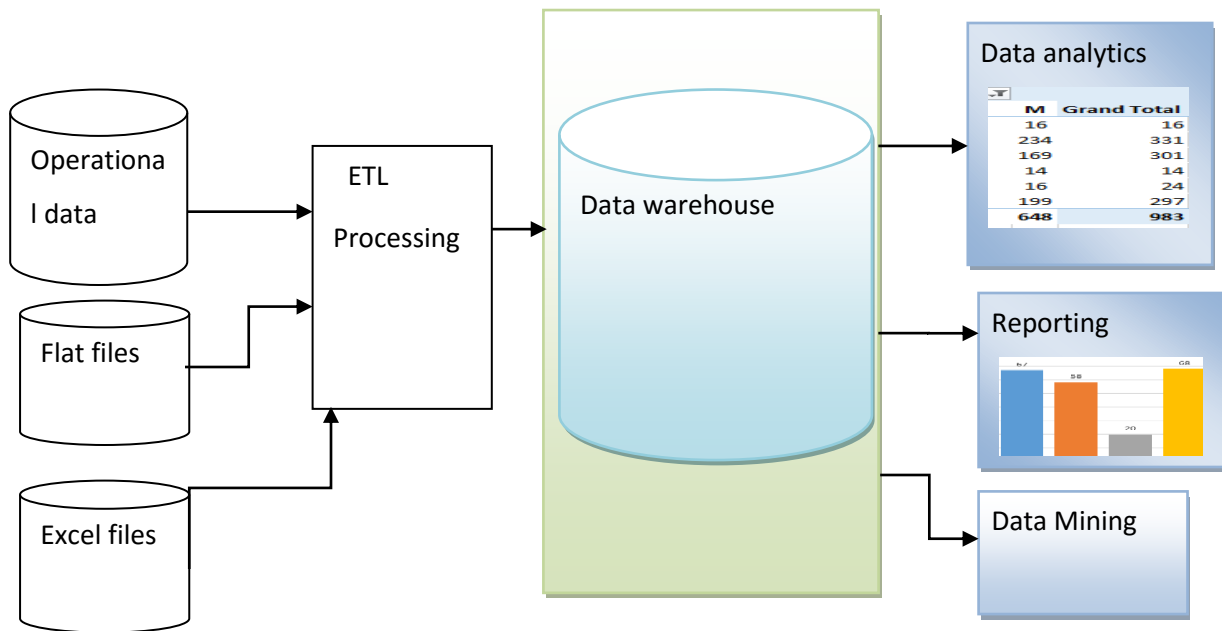 Operationa
l data
Flat files
Excel files
ETL
Processing
Data warehouse
Data analytics
M Grand Total
16 16
234 331
169 301
14 14
16 24
199 297
648 983
Reporting
67
58
20
68
Data Mining